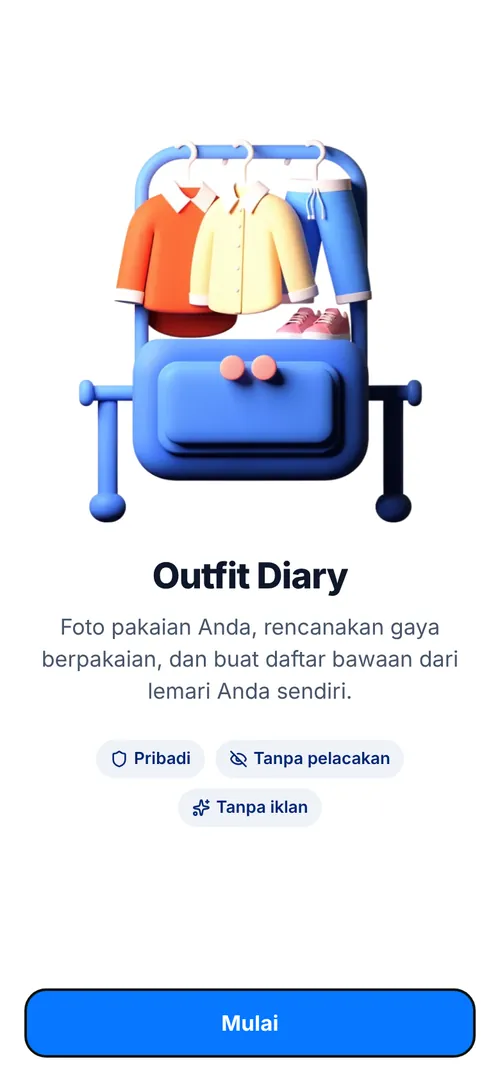 Outfit Diary
Foto pakaian Anda, rencanakan gaya
berpakaian, dan buat daftar bawaan dari
lemari Anda sendiri.
Pribadi
Tanpa pelacakan
Tanpa iklan
Mulai